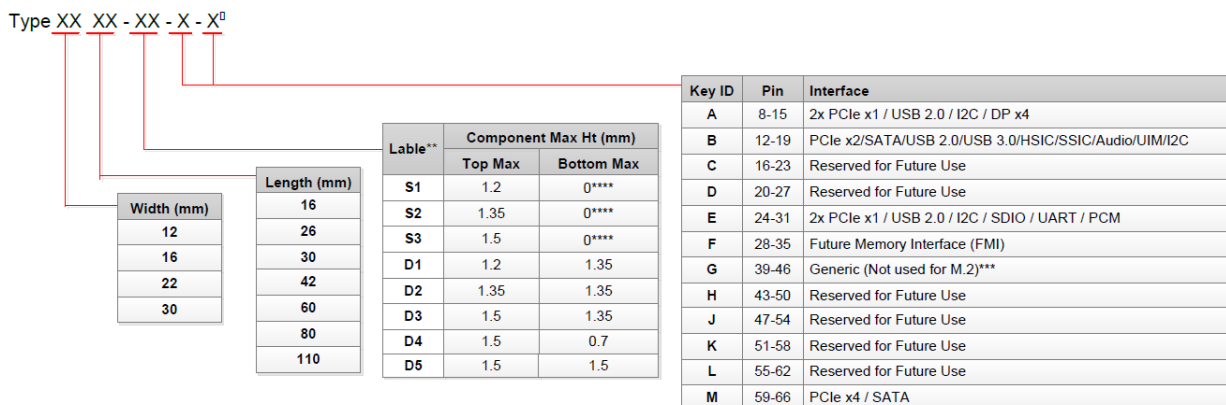 Type XX XX - XX - X - X▯
Key ID Pin Interface
A 8-15 2x PCIe x1 / USB 2.0 / I2C / DP x4
B 12-19 PCIe x2/SATA/USB 2.0/USB 3.0/HSIC/SSIC/Audio/UIM/I2C
C 16-23 Reserved for Future Use
D 20-27 Reserved for Future Use
E 24-31 2x PCIe x1 / USB 2.0 / I2C / SDIO / UART / PCM
F 28-35 Future Memory Interface (FMI)
G 39-46 Generic (Not used for M.2)***
H 43-50 Reserved for Future Use
J 47-54 Reserved for Future Use
K 51-58 Reserved for Future Use
L 55-62 Reserved for Future Use
M 59-66 PCIe x4 / SATA
Lable** Component Max Ht (mm)
Top Max Bottom Max
S1 1.2 0****
S2 1.35 0****
S3 1.5 0****
D1 1.2 1.35
D2 1.35 1.35
D3 1.5 1.35
D4 1.5 0.7
D5 1.5 1.5
Length (mm)
16
26
30
42
60
80
110
Width (mm)
12
16
22
30